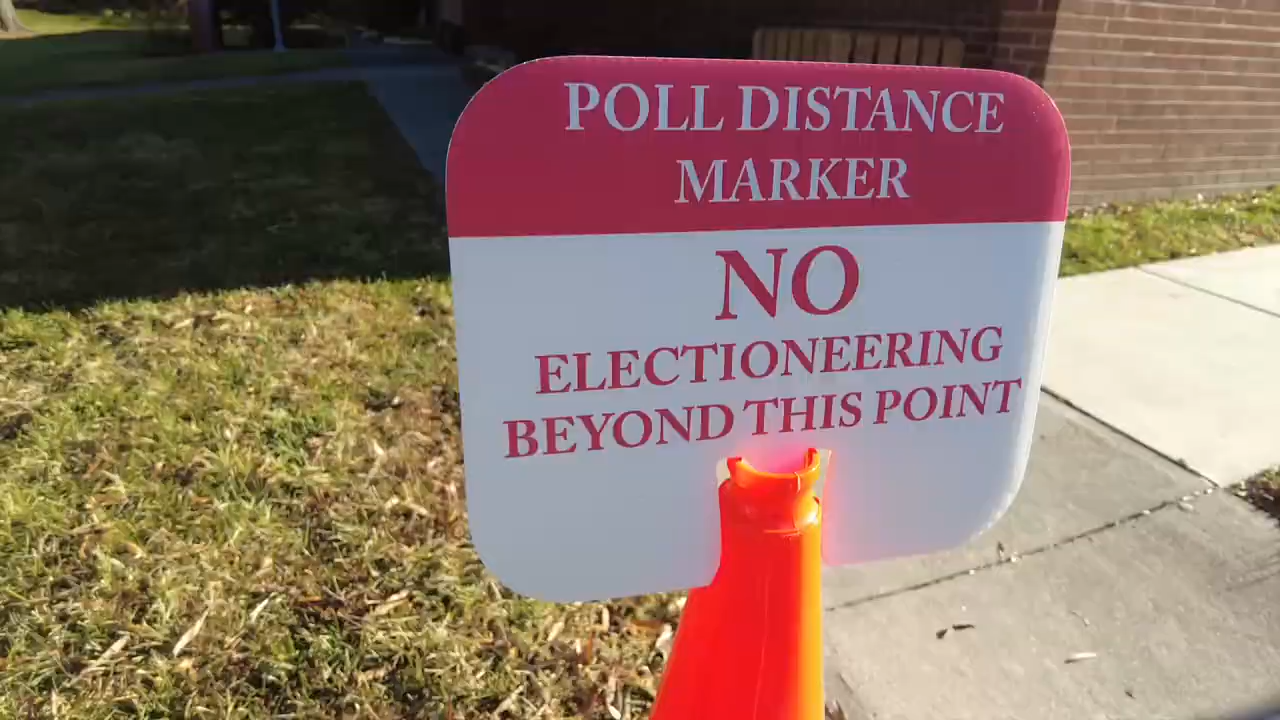 POLL DISTANCE
MARKER
NO
ELECTIONEERING
BEYOND THIS POINT